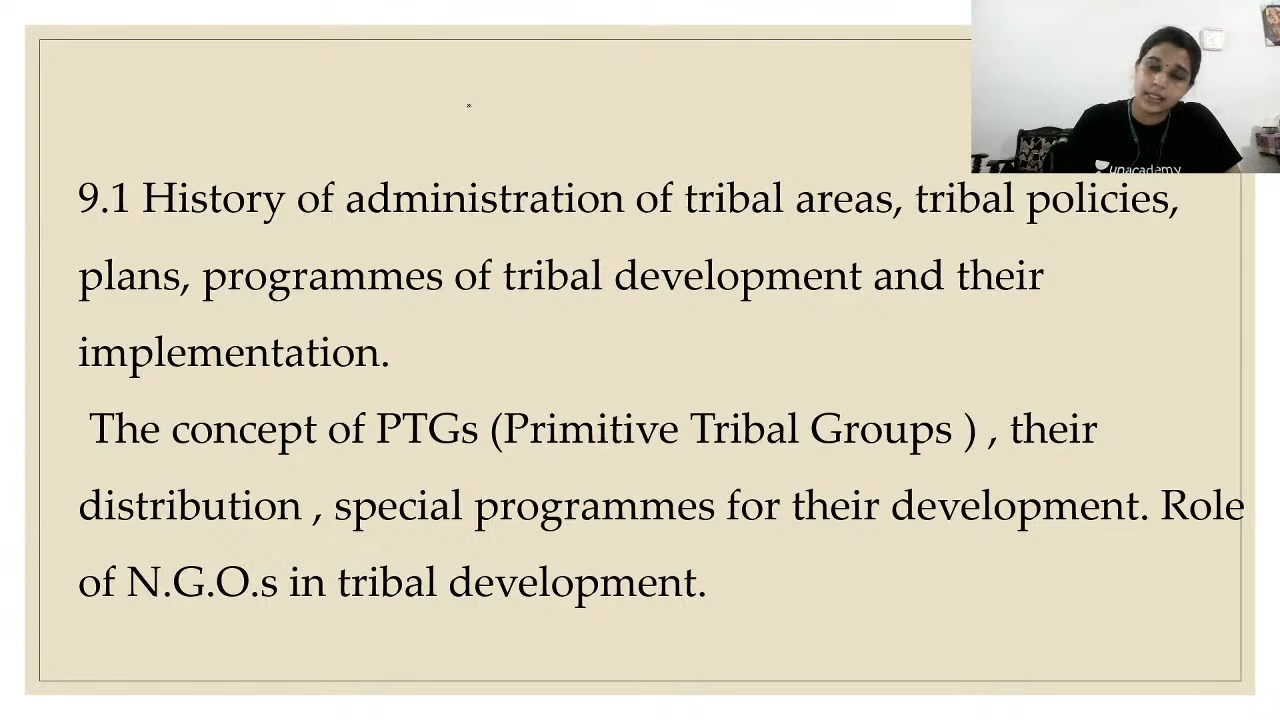 unacademy
9.1 History of administration of tribal areas, tribal policies,
plans, programmes of tribal development and their
implementation.
The concept of PTGs (Primitive Tribal Groups ) , their
distribution , special programmes for their development. Role
of N.G.O.s in tribal development.